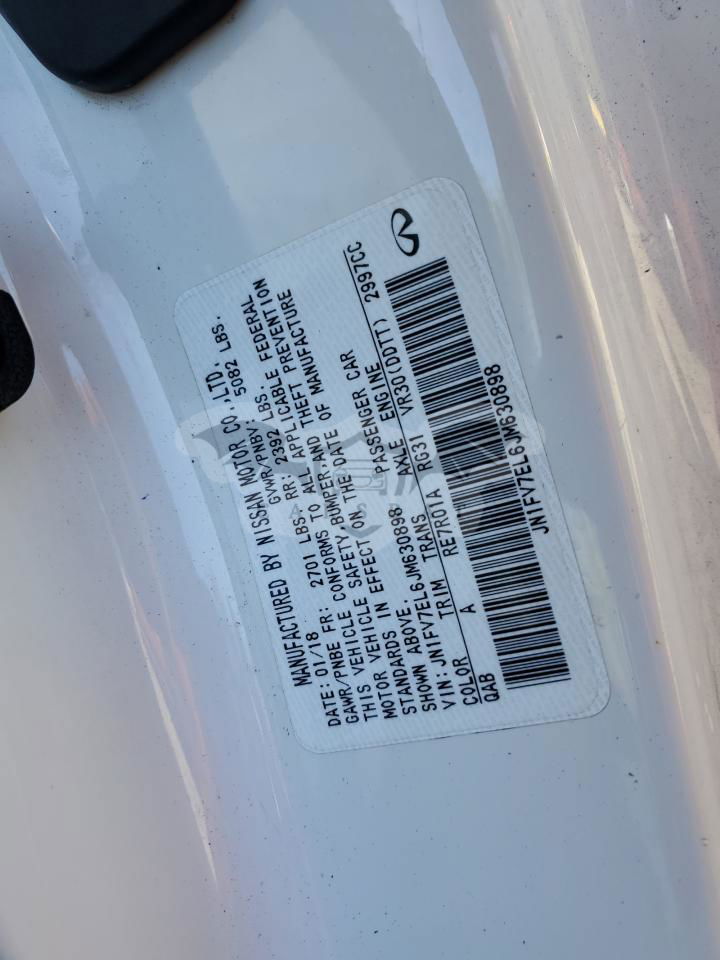 MANUFACTURED BY NISSAN MOTOR CO.,LTD.
DATE: 01/18 GVWR/PNBV: 5082 LBS.
GAWR/PNBE FR: 2701 LBS. RR: 2392 LBS.
THIS VEHICLE CONFORMS TO ALL APPLICABLE FEDERAL
MOTOR VEHICLE SAFETY BUMPER,AND THEFT PREVENTION
STANDARDS IN EFFECT ON THE DATE OF MANUFACTURE
SHOWN ABOVE.
VIN: JN1FV7EL6JM630898 PASSENGER CAR
COLOR TRIM TRANS AXLE ENGINE
QAB A RE7R01A RG31 VR30(DDTT) 2997CC
JN1FV7EL6JM630898